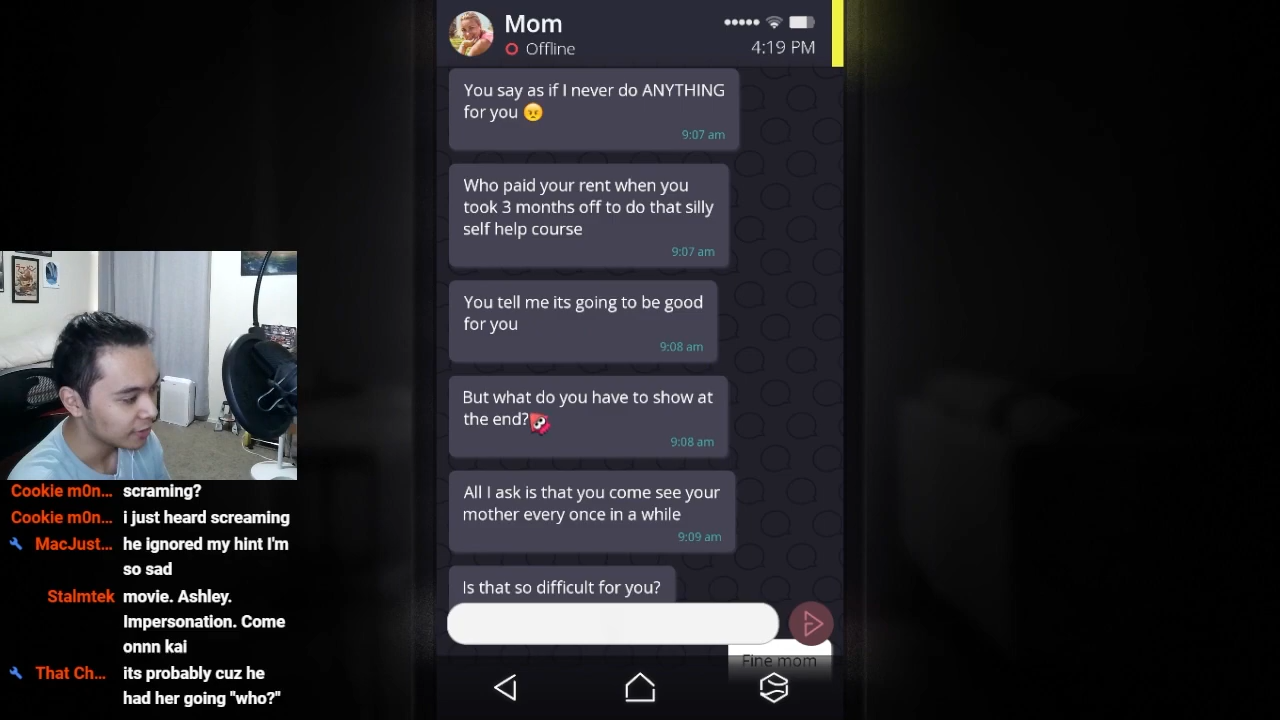 Mom
Offline
4:19 PM
You say as if I never do ANYTHING
for you 😠
9:07 am
Who paid your rent when you
took 3 months off to do that silly
self help course
9:07 am
You tell me its going to be good
for you
9:08 am
But what do you have to show at
the end?
9:08 am
All I ask is that you come see your
mother every once in a while
9:09 am
Is that so difficult for you?
Fine mom
Cookie m0n... scraming?
Cookie m0n... i just heard screaming
MacJust... he ignored my hint I'm
so sad
Stalmtek movie. Ashley.
Impersonation. Come
onnn kai
That Ch... its probably cuz he
had her going "who?"